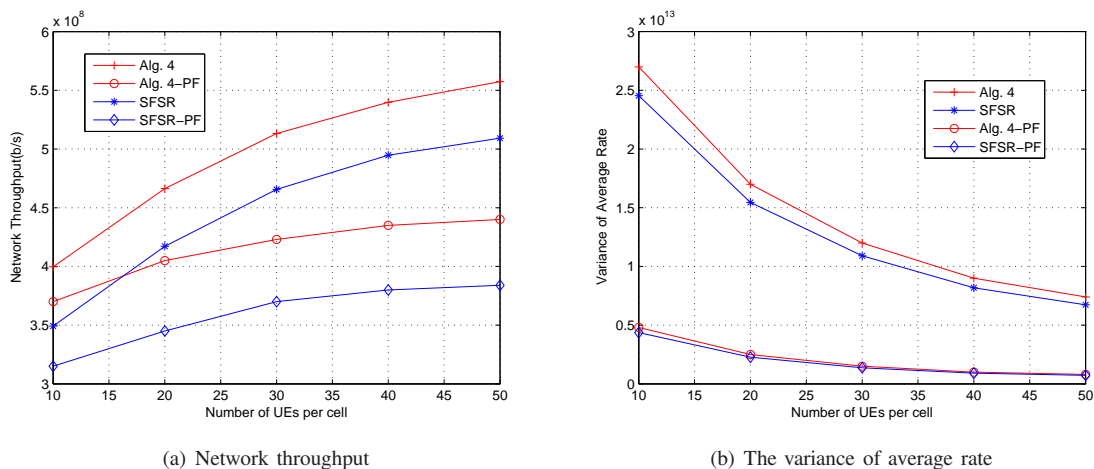 x 10^8
6
5.5
5
4.5
4
3.5
3
Network Throughput(b/s)
Alg. 4
Alg. 4−PF
SFSR
SFSR−PF
10 15 20 25 30 35 40 45 50
Number of UEs per cell
(a) Network throughput
x 10^13
3
2.5
2
1.5
1
0.5
0
Variance of Average Rate
Alg. 4
SFSR
Alg. 4−PF
SFSR−PF
10 15 20 25 30 35 40 45 50
Number of UEs per cell
(b) The variance of average rate